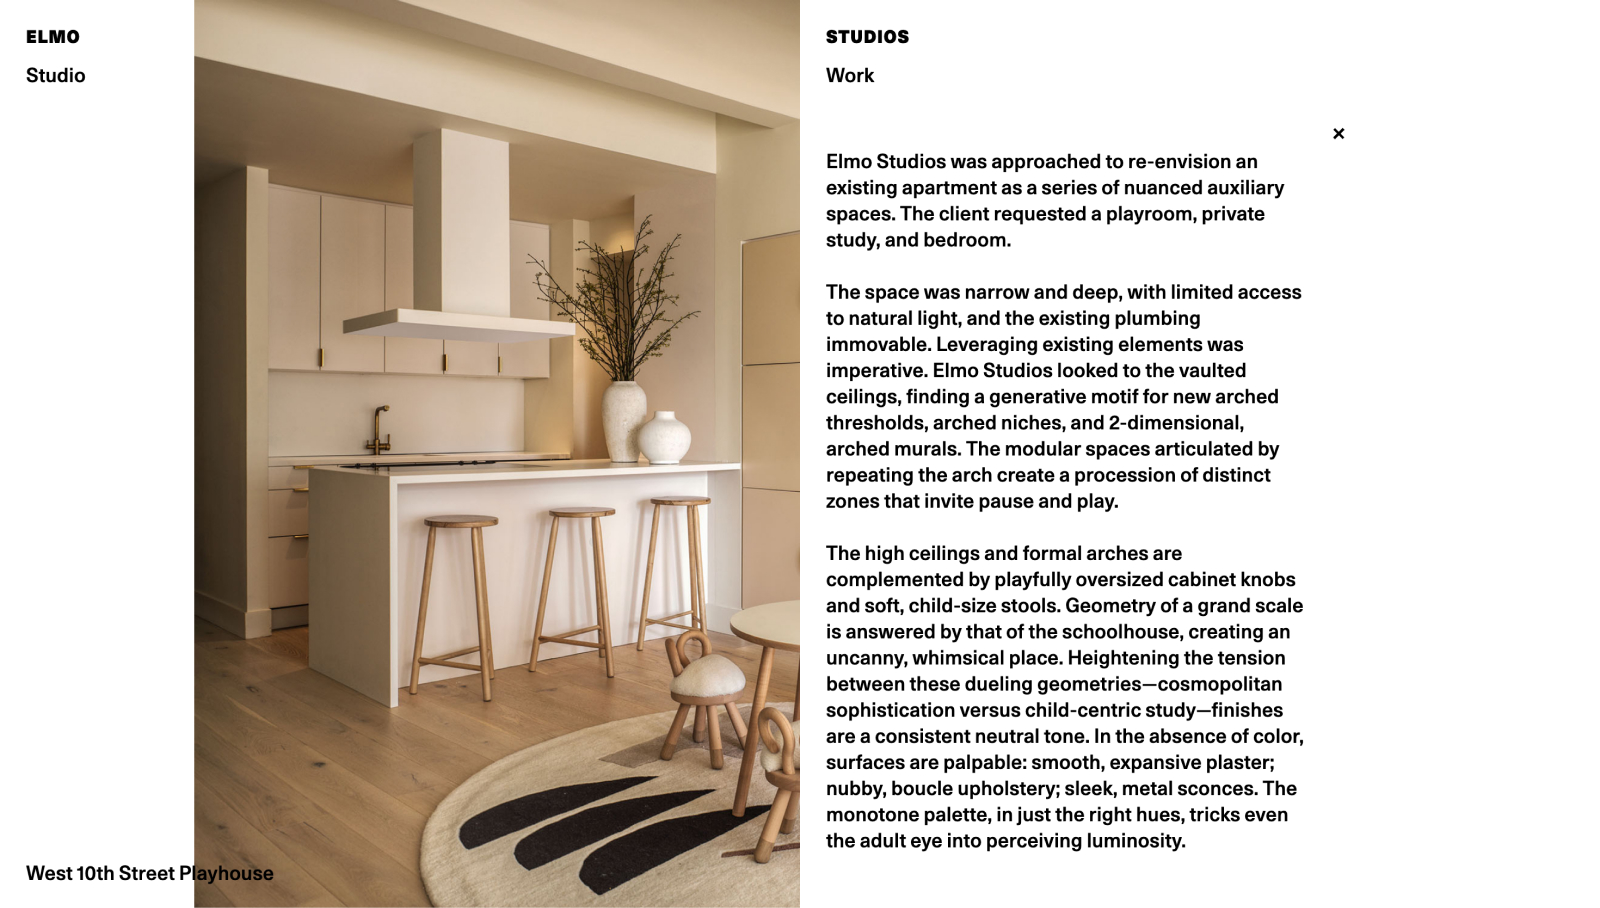 ELMO
Studio
STUDIOS
Work
×
Elmo Studios was approached to re-envision an
existing apartment as a series of nuanced auxiliary
spaces. The client requested a playroom, private
study, and bedroom.
The space was narrow and deep, with limited access
to natural light, and the existing plumbing
immovable. Leveraging existing elements was
imperative. Elmo Studios looked to the vaulted
ceilings, finding a generative motif for new arched
thresholds, arched niches, and 2-dimensional,
arched murals. The modular spaces articulated by
repeating the arch create a procession of distinct
zones that invite pause and play.
The high ceilings and formal arches are
complemented by playfully oversized cabinet knobs
and soft, child-size stools. Geometry of a grand scale
is answered by that of the schoolhouse, creating an
uncanny, whimsical place. Heightening the tension
between these dueling geometries—cosmopolitan
sophistication versus child-centric study—finishes
are a consistent neutral tone. In the absence of color,
surfaces are palpable: smooth, expansive plaster;
nubby, boucle upholstery; sleek, metal sconces. The
monotone palette, in just the right hues, tricks even
the adult eye into perceiving luminosity.
West 10th Street Playhouse